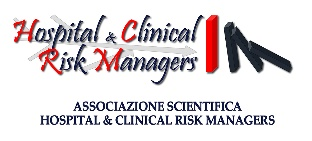 Hospital & Clinical
Risk Managers
ASSOCIAZIONE SCIENTIFICA
HOSPITAL & CLINICAL RISK MANAGERS